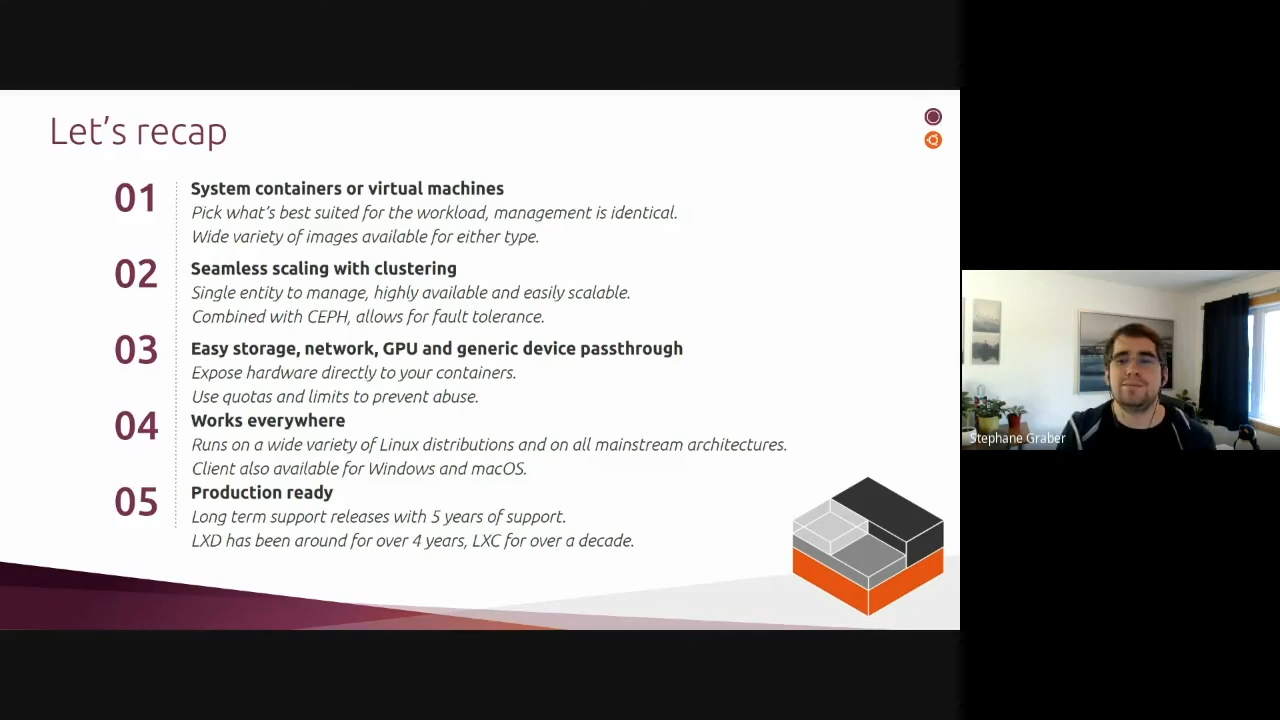 Let's recap
01
System containers or virtual machines
Pick what's best suited for the workload, management is identical.
Wide variety of images available for either type.
02
Seamless scaling with clustering
Single entity to manage, highly available and easily scalable.
Combined with CEPH, allows for fault tolerance.
03
Easy storage, network, GPU and generic device passthrough
Expose hardware directly to your containers.
Use quotas and limits to prevent abuse.
04
Works everywhere
Runs on a wide variety of Linux distributions and on all mainstream architectures.
Client also available for Windows and macOS.
05
Production ready
Long term support releases with 5 years of support.
LXD has been around for over 4 years, LXC for over a decade.
Stephane Graber